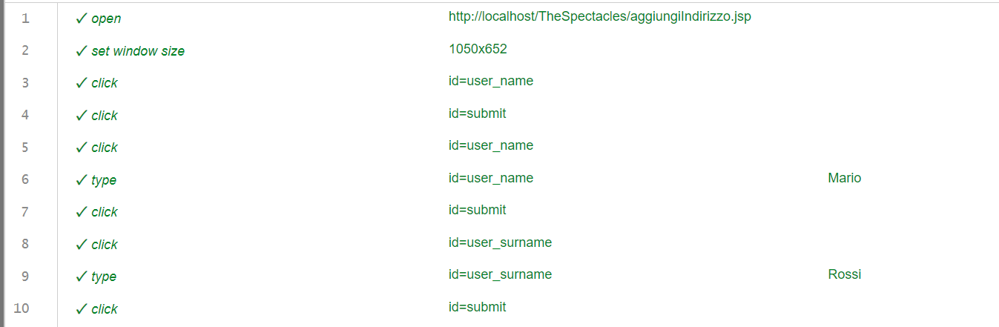 1 ✓ open http://localhost/TheSpectacles/aggiungiIndirizzo.jsp
2 ✓ set window size 1050x652
3 ✓ click id=user_name
4 ✓ click id=submit
5 ✓ click id=user_name
6 ✓ type id=user_name Mario
7 ✓ click id=submit
8 ✓ click id=user_surname
9 ✓ type id=user_surname Rossi
10 ✓ click id=submit